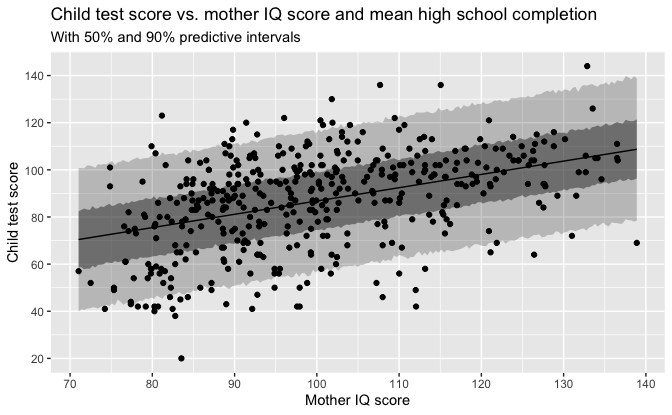 Child test score vs. mother IQ score and mean high school completion
With 50% and 90% predictive intervals
Child test score
140
120
100
80
60
40
20
70 80 90 100 110 120 130 140
Mother IQ score